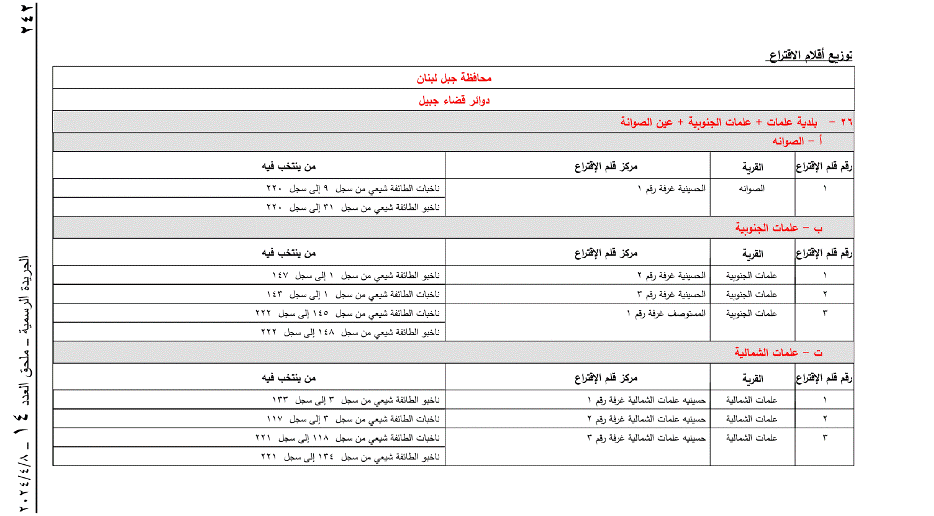 ٢٤٢
الجريدة الرسمية – ملحق العدد ١٤ – ٢٠٢٤/٤/٨
توزيع أقلام الاقتراع
محافظة جبل لبنان
دوائر قضاء جبيل
٢٦ – بلدية علمات + علمات الجنوبية + عين الصوانة
أ – الصوانه
رقم قلم الإقتراع القرية مركز قلم الإقتراع من ينتخب فيه
١ الصوانه الحسينية غرفة رقم ١ ناخبات الطائفة شيعي من سجل ٩ إلى سجل ٢٢٠
ناخبو الطائفة شيعي من سجل ٣١ إلى سجل ٢٢٠
ب – علمات الجنوبية
رقم قلم الإقتراع القرية مركز قلم الإقتراع من ينتخب فيه
١ علمات الجنوبية الحسينية غرفة رقم ٢ ناخبو الطائفة شيعي من سجل ١ إلى سجل ١٤٧
٢ علمات الجنوبية الحسينية غرفة رقم ٣ ناخبات الطائفة شيعي من سجل ١ إلى سجل ١٤٣
٣ علمات الجنوبية المستوصف غرفة رقم ١ ناخبات الطائفة شيعي من سجل ١٤٥ إلى سجل ٢٢٢
ناخبو الطائفة شيعي من سجل ١٤٨ إلى سجل ٢٢٢
ت – علمات الشمالية
رقم قلم الإقتراع القرية مركز قلم الإقتراع من ينتخب فيه
١ علمات الشمالية حسينيه علمات الشمالية غرفة رقم ١ ناخبو الطائفة شيعي من سجل ٣ إلى سجل ١٣٣
٢ علمات الشمالية حسينيه علمات الشمالية غرفة رقم ٢ ناخبات الطائفة شيعي من سجل ٣ إلى سجل ١١٧
٣ علمات الشمالية حسينيه علمات الشمالية غرفة رقم ٣ ناخبات الطائفة شيعي من سجل ١١٨ إلى سجل ٢٢١
ناخبو الطائفة شيعي من سجل ١٣٤ إلى سجل ٢٢١